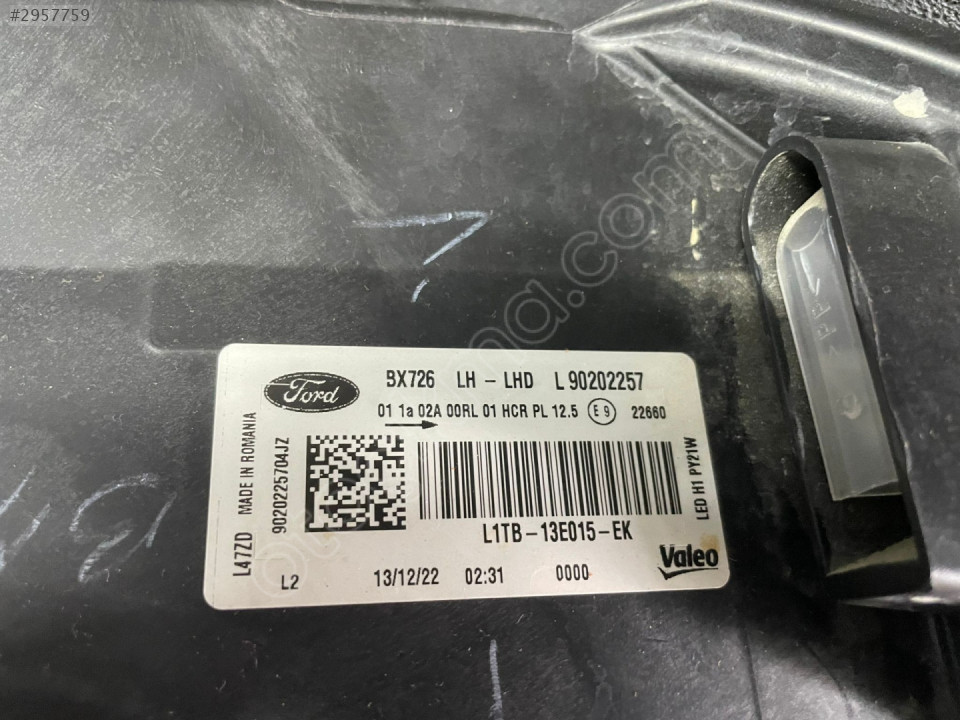 #2957759
Ford
BX726 LH - LHD L 90202257
01 1a 02A 00RL 01 HCR PL 12.5 E9 22660
L47ZD MADE IN ROMANIA
9020225704JZ
LED H1 PY21W
L1TB-13E015-EK
L2 13/12/22 02:31 0000 Valeo